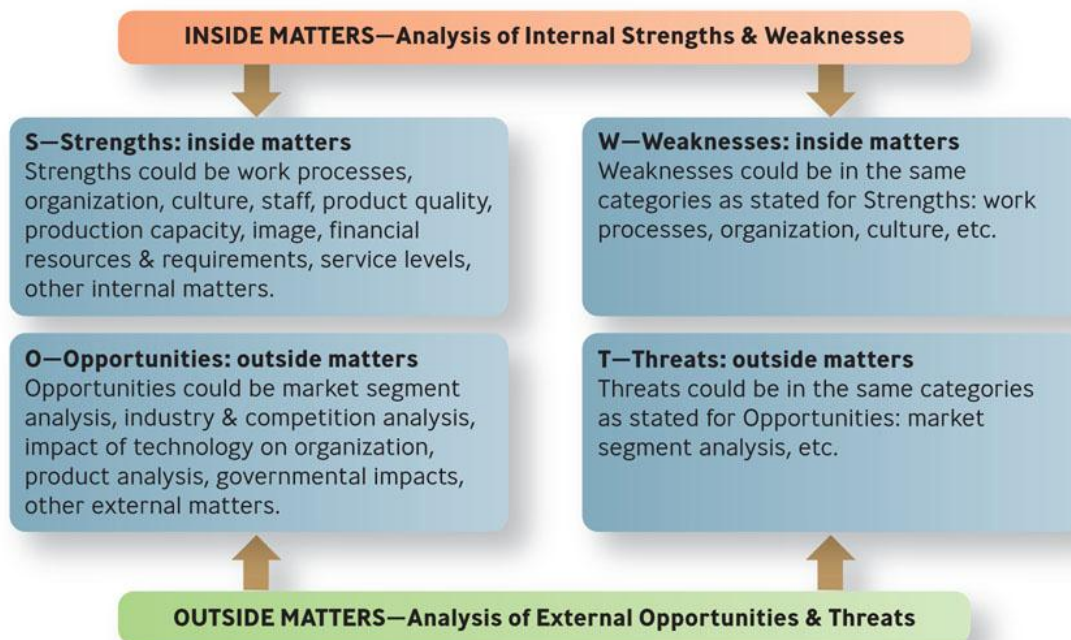 INSIDE MATTERS—Analysis of Internal Strengths & Weaknesses
S—Strengths: inside matters
Strengths could be work processes,
organization, culture, staff, product quality,
production capacity, image, financial
resources & requirements, service levels,
other internal matters.
W—Weaknesses: inside matters
Weaknesses could be in the same
categories as stated for Strengths: work
processes, organization, culture, etc.
O—Opportunities: outside matters
Opportunities could be market segment
analysis, industry & competition analysis,
impact of technology on organization,
product analysis, governmental impacts,
other external matters.
T—Threats: outside matters
Threats could be in the same categories
as stated for Opportunities: market
segment analysis, etc.
OUTSIDE MATTERS—Analysis of External Opportunities & Threats